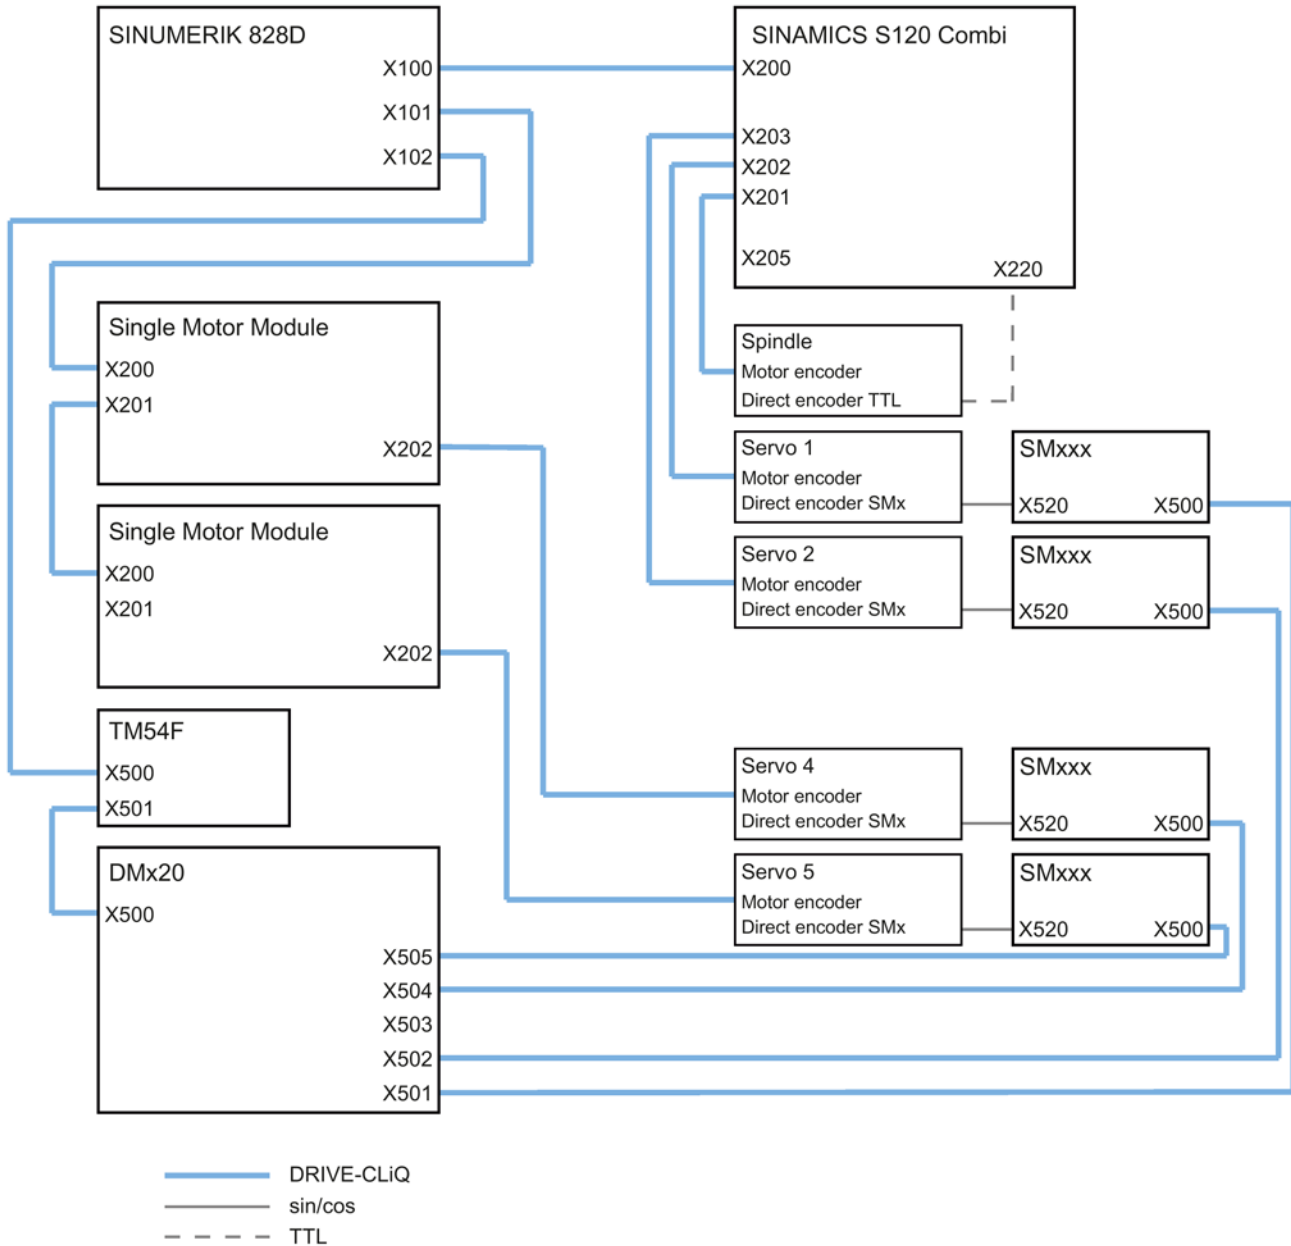 SINUMERIK 828D
X100
X101
X102
SINAMICS S120 Combi
X200
X203
X202
X201
X205
X220
Single Motor Module
X200
X201
X202
Single Motor Module
X200
X201
X202
TM54F
X500
X501
DMx20
X500
X505
X504
X503
X502
X501
Spindle
Motor encoder
Direct encoder TTL
Servo 1
Motor encoder
Direct encoder SMx
SMxxx
X520 X500
Servo 2
Motor encoder
Direct encoder SMx
SMxxx
X520 X500
Servo 4
Motor encoder
Direct encoder SMx
SMxxx
X520 X500
Servo 5
Motor encoder
Direct encoder SMx
SMxxx
X520 X500
DRIVE-CLiQ
sin/cos
TTL